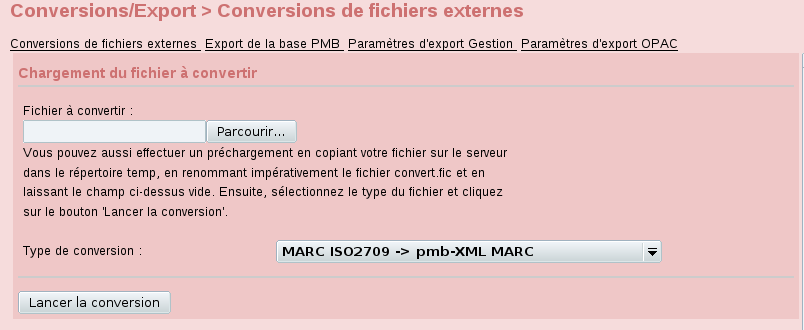 Conversions/Export > Conversions de fichiers externes
Conversions de fichiers externes Export de la base PMB Paramètres d'export Gestion Paramètres d'export OPAC
Chargement du fichier à convertir
Fichier à convertir :
Parcourir...
Vous pouvez aussi effectuer un préchargement en copiant votre fichier sur le serveur
dans le répertoire temp, en renommant impérativement le fichier convert.fic et en
laissant le champ ci-dessus vide. Ensuite, sélectionnez le type du fichier et cliquez
sur le bouton 'Lancer la conversion'.
Type de conversion : MARC ISO2709 -> pmb-XML MARC
Lancer la conversion